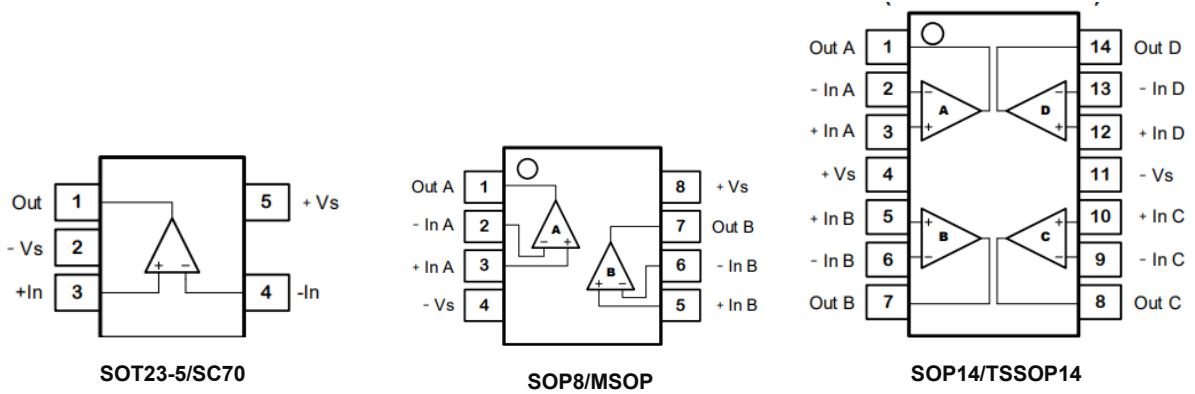 Out 1
5 + Vs
- Vs 2
+In 3
4 -In
+ -
SOT23-5/SC70
Out A 1
8 + Vs
- In A 2
7 Out B
+ In A 3
6 - In B
- Vs 4
5 + In B
A
- +
B
+ -
SOP8/MSOP
Out A 1
14 Out D
- In A 2
13 - In D
+ In A 3
12 + In D
+ Vs 4
11 - Vs
+ In B 5
10 + In C
- In B 6
9 - In C
Out B 7
8 Out C
- A +
- D +
+ B -
+ C -
SOP14/TSSOP14